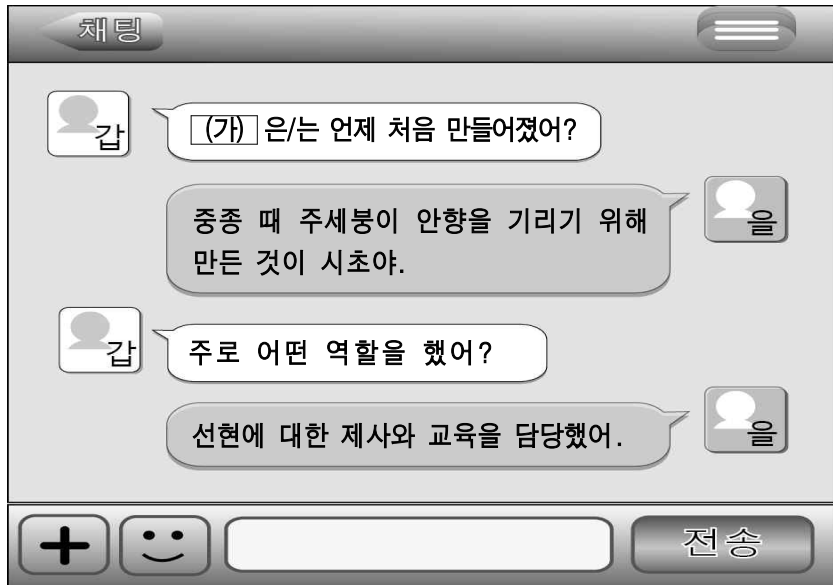 채팅
갑
(가) 은/는 언제 처음 만들어졌어?
중종 때 주세붕이 안향을 기리기 위해
만든 것이 시초야.
을
갑
주로 어떤 역할을 했어?
선현에 대한 제사와 교육을 담당했어.
을
전송